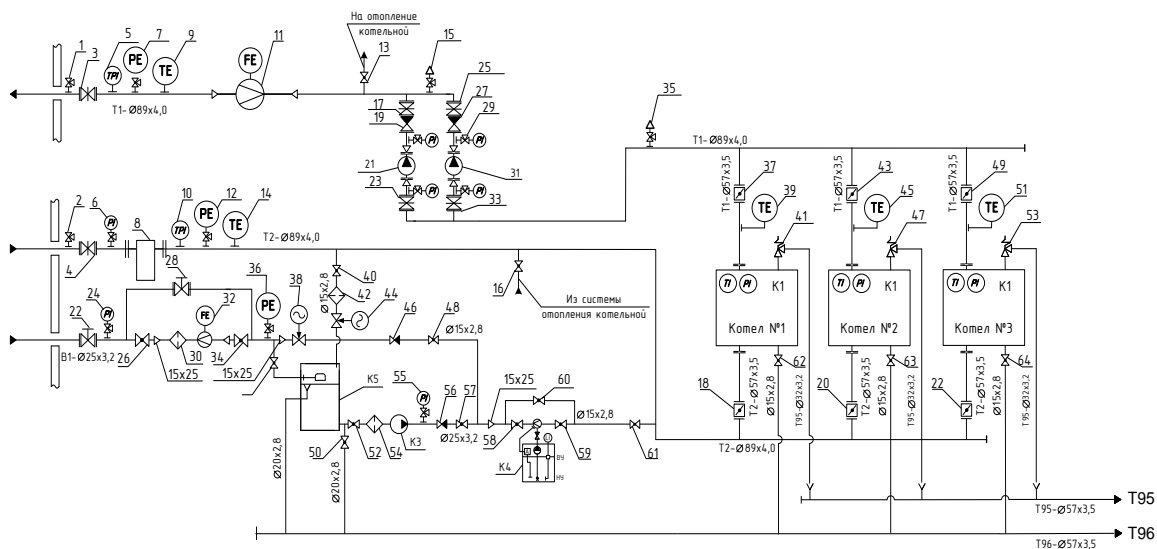 На отопление
котельной
1
3
5
7
9
11
13
15
17
19
21
23
25
27
29
31
33
35
TPI
PE
TE
FE
PI
PI
PI
PI
T1-Ø89x4,0
T1-Ø89x4,0
2
4
6
8
10
12
14
PI
TPI
PE
TE
T2-Ø89x4,0
16
Из системы
отопления котельной
37
39
41
43
45
47
49
51
53
T1-Ø57x3,5
T1-Ø57x3,5
T1-Ø57x3,5
TE
TE
TE
TI
PI
K1
Котел №1
TI
PI
K1
Котел №2
TI
PI
K1
Котел №3
22
24
26
28
30
32
34
36
38
40
42
44
46
48
PI
FE
PE
B1-Ø25x3,2
15x25
15x25
Ø15x2,8
Ø15x2,8
50
52
54
55
56
57
58
59
60
61
K5
K3
K4
PI
Ø25x3,2
15x25
Ø15x2,8
ВУ
НУ
Ø20x2,8
Ø20x2,8
18
20
22
62
63
64
T2-Ø57x3,5
Ø15x2,8
T95-Ø32x3,2
T2-Ø57x3,5
Ø15x2,8
T95-Ø32x3,2
T2-Ø57x3,5
Ø15x2,8
T95-Ø32x3,2
T2-Ø89x4,0
T95
T95-Ø57x3,5
T96
T96-Ø57x3,5